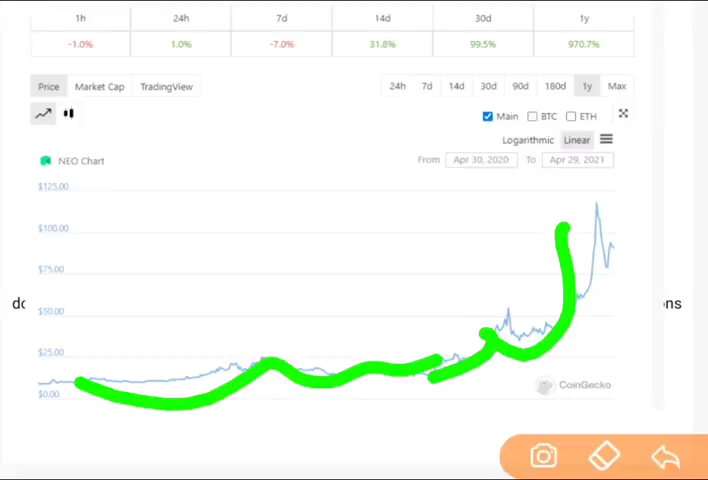 1h 24h 7d 14d 30d 1y
-1.0% 1.0% -7.0% 31.8% 99.5% 970.7%
Price Market Cap TradingView 24h 7d 14d 30d 90d 180d 1y Max
Main BTC ETH
Logarithmic Linear
NEO Chart From Apr 30, 2020 To Apr 29, 2021
$125.00
$100.00
$75.00
$50.00
$25.00
$0.00
CoinGecko